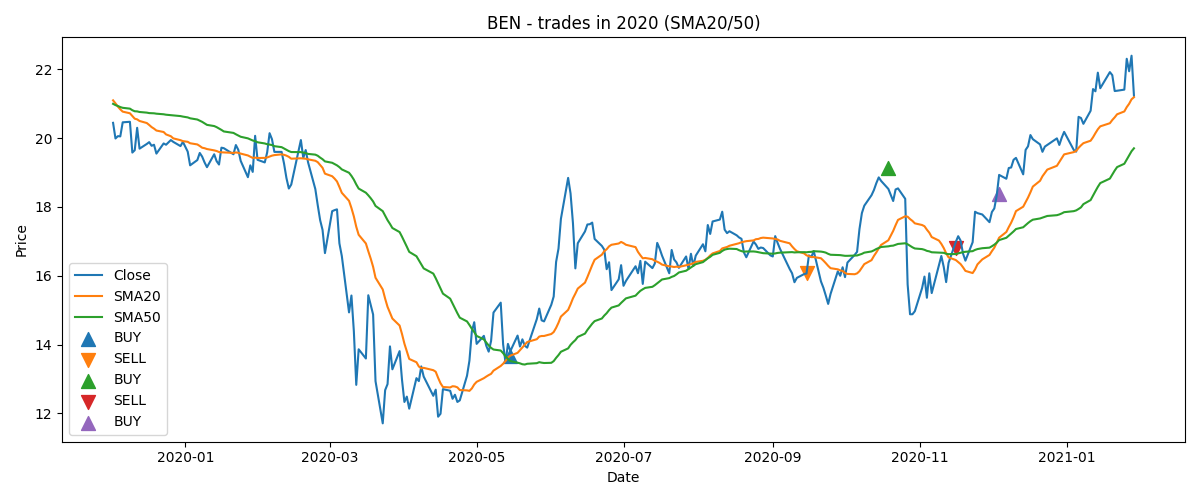 BEN - trades in 2020 (SMA20/50)
Price
22
20
18
16
14
12
Close
SMA20
SMA50
BUY
SELL
BUY
SELL
BUY
2020-01 2020-03 2020-05 2020-07 2020-09 2020-11 2021-01
Date